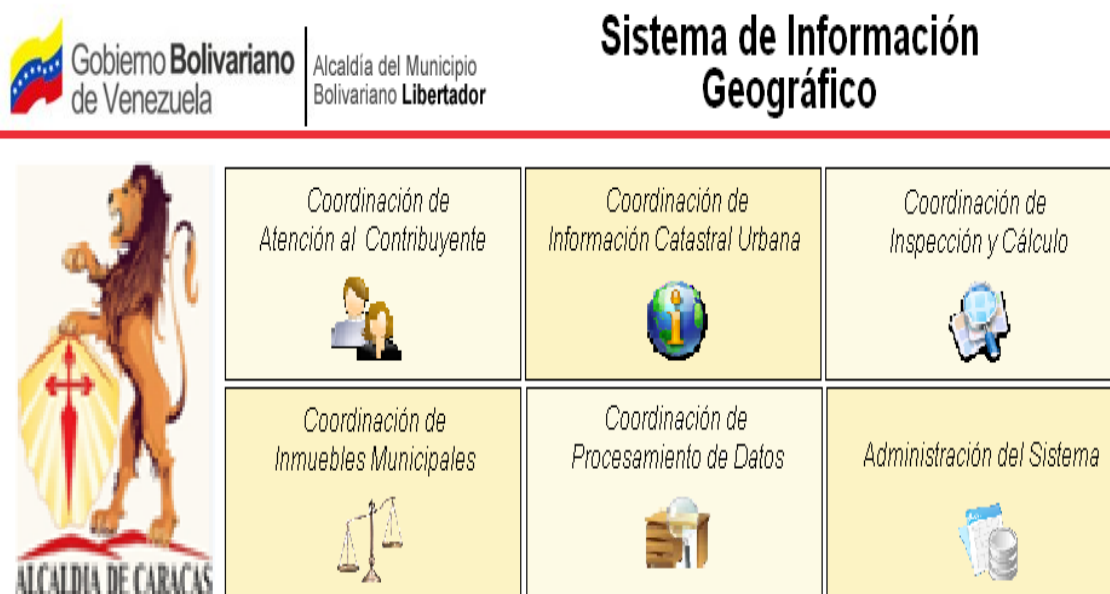 Gobierno Bolivariano
de Venezuela
Alcaldía del Municipio
Bolivariano Libertador
Sistema de Información
Geográfico
Coordinación de
Atención al Contribuyente
Coordinación de
Información Catastral Urbana
Coordinación de
Inspección y Cálculo
Coordinación de
Inmuebles Municipales
Coordinación de
Procesamiento de Datos
Administración del Sistema
ALCALDIA DE CARACAS